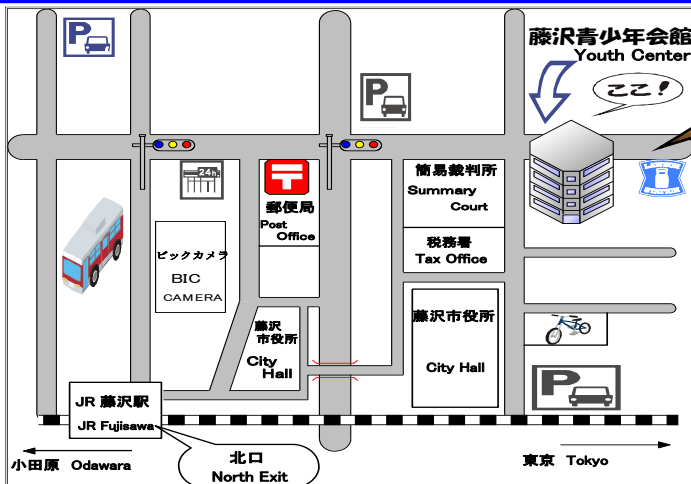 藤沢青少年会館
Youth Center
ここ!
P
P
24h
簡易裁判所
Summary
Court
郵便局
Post
Office
税務署
Tax Office
ビックカメラ
BIC
CAMERA
藤沢
市役所
City
Hall
藤沢市役所
City Hall
P
JR 藤沢駅
JR Fujisawa
小田原 Odawara
北口
North Exit
東京 Tokyo